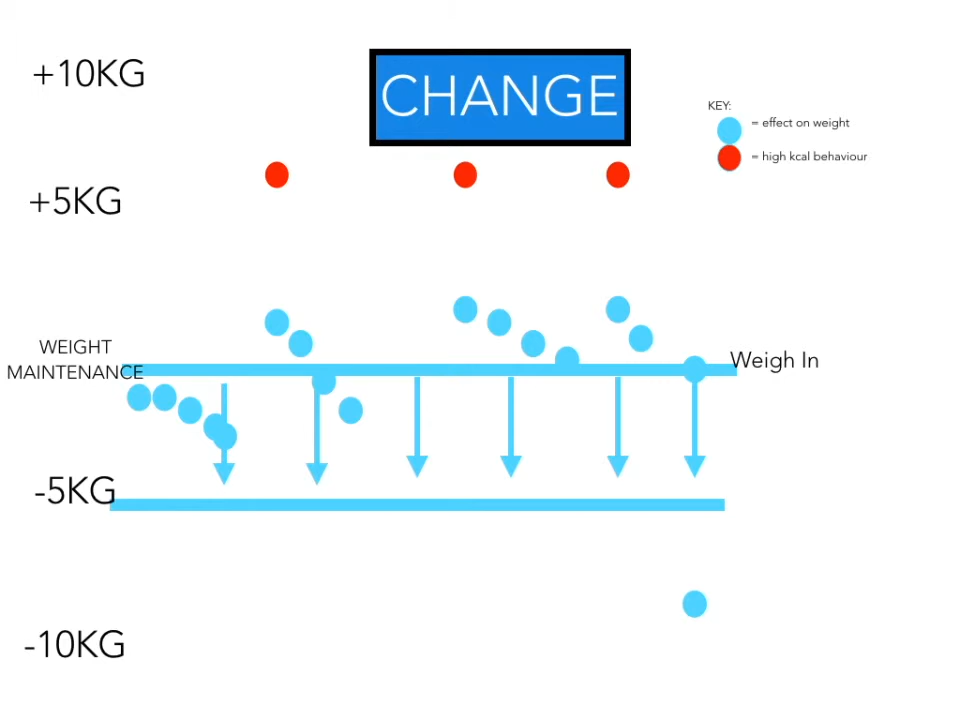 +10KG
CHANGE
KEY:
= effect on weight
= high kcal behaviour
+5KG
WEIGHT
MAINTENANCE
Weigh In
-5KG
-10KG